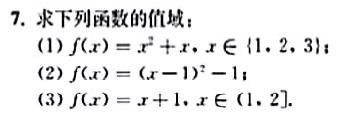 7. 求下列函数的值域：
(1) f(x) = x² + x, x ∈ {1, 2, 3}；
(2) f(x) = (x − 1)² − 1；
(3) f(x) = x + 1, x ∈ (1, 2].